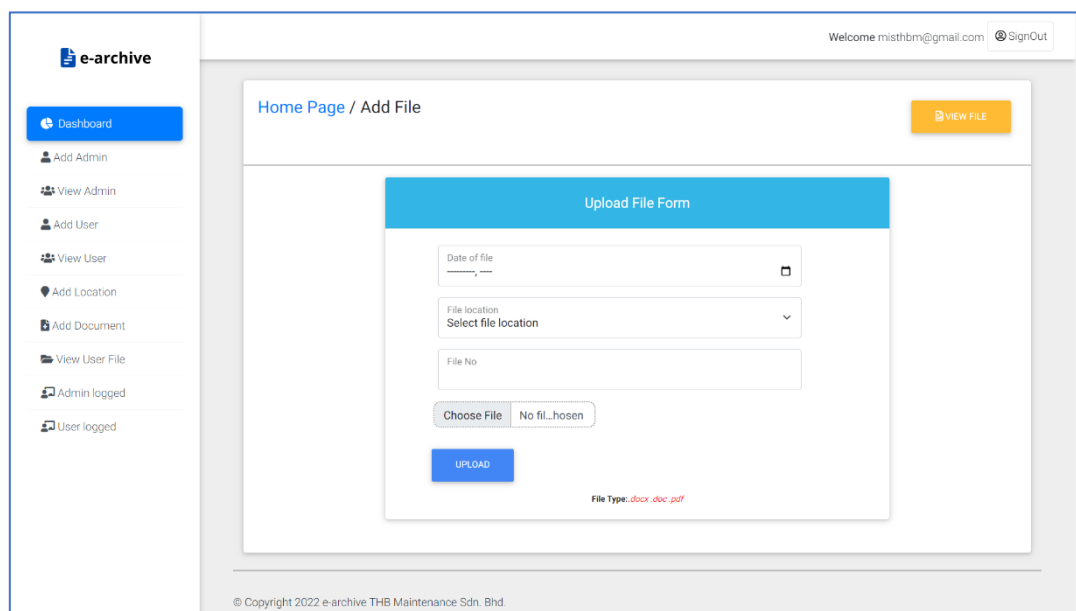 Welcome misthbm@gmail.com SignOut
e-archive
Dashboard
Add Admin
View Admin
Add User
View User
Add Location
Add Document
View User File
Admin logged
User logged
Home Page / Add File
VIEW FILE
Upload File Form
Date of file
---------, ----
File location
Select file location
File No
Choose File No fil...hosen
UPLOAD
File Type: .docx .doc .pdf
© Copyright 2022 e-archive THB Maintenance Sdn. Bhd.